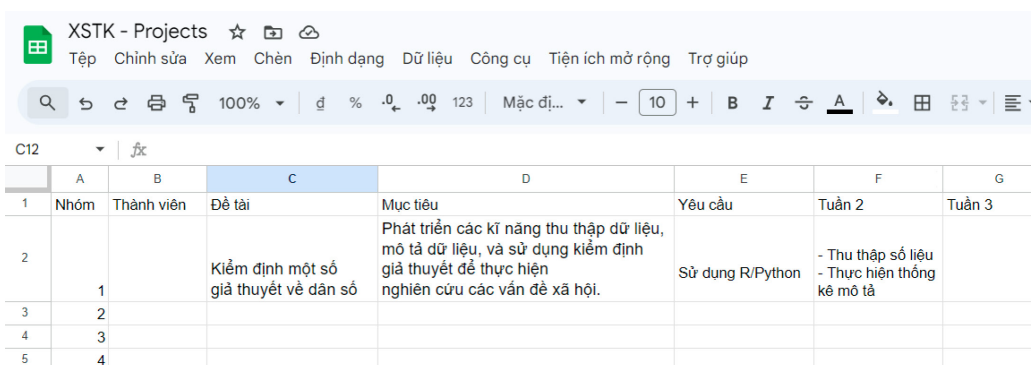 XSTK - Projects
Tệp Chỉnh sửa Xem Chèn Định dạng Dữ liệu Công cụ Tiện ích mở rộng Trợ giúp
100% đ % .0 .00 123 Mặc đị... − 10 + B I A
C12 fx
A B C D E F G
1 Nhóm Thành viên Đề tài Mục tiêu Yêu cầu Tuần 2 Tuần 3
2
1
Kiểm định một số
giả thuyết về dân số
Phát triển các kĩ năng thu thập dữ liệu,
mô tả dữ liệu, và sử dụng kiểm định
giả thuyết để thực hiện
nghiên cứu các vấn đề xã hội.
Sử dụng R/Python
- Thu thập số liệu
- Thực hiện thống
kê mô tả
3 2
4 3
5 4